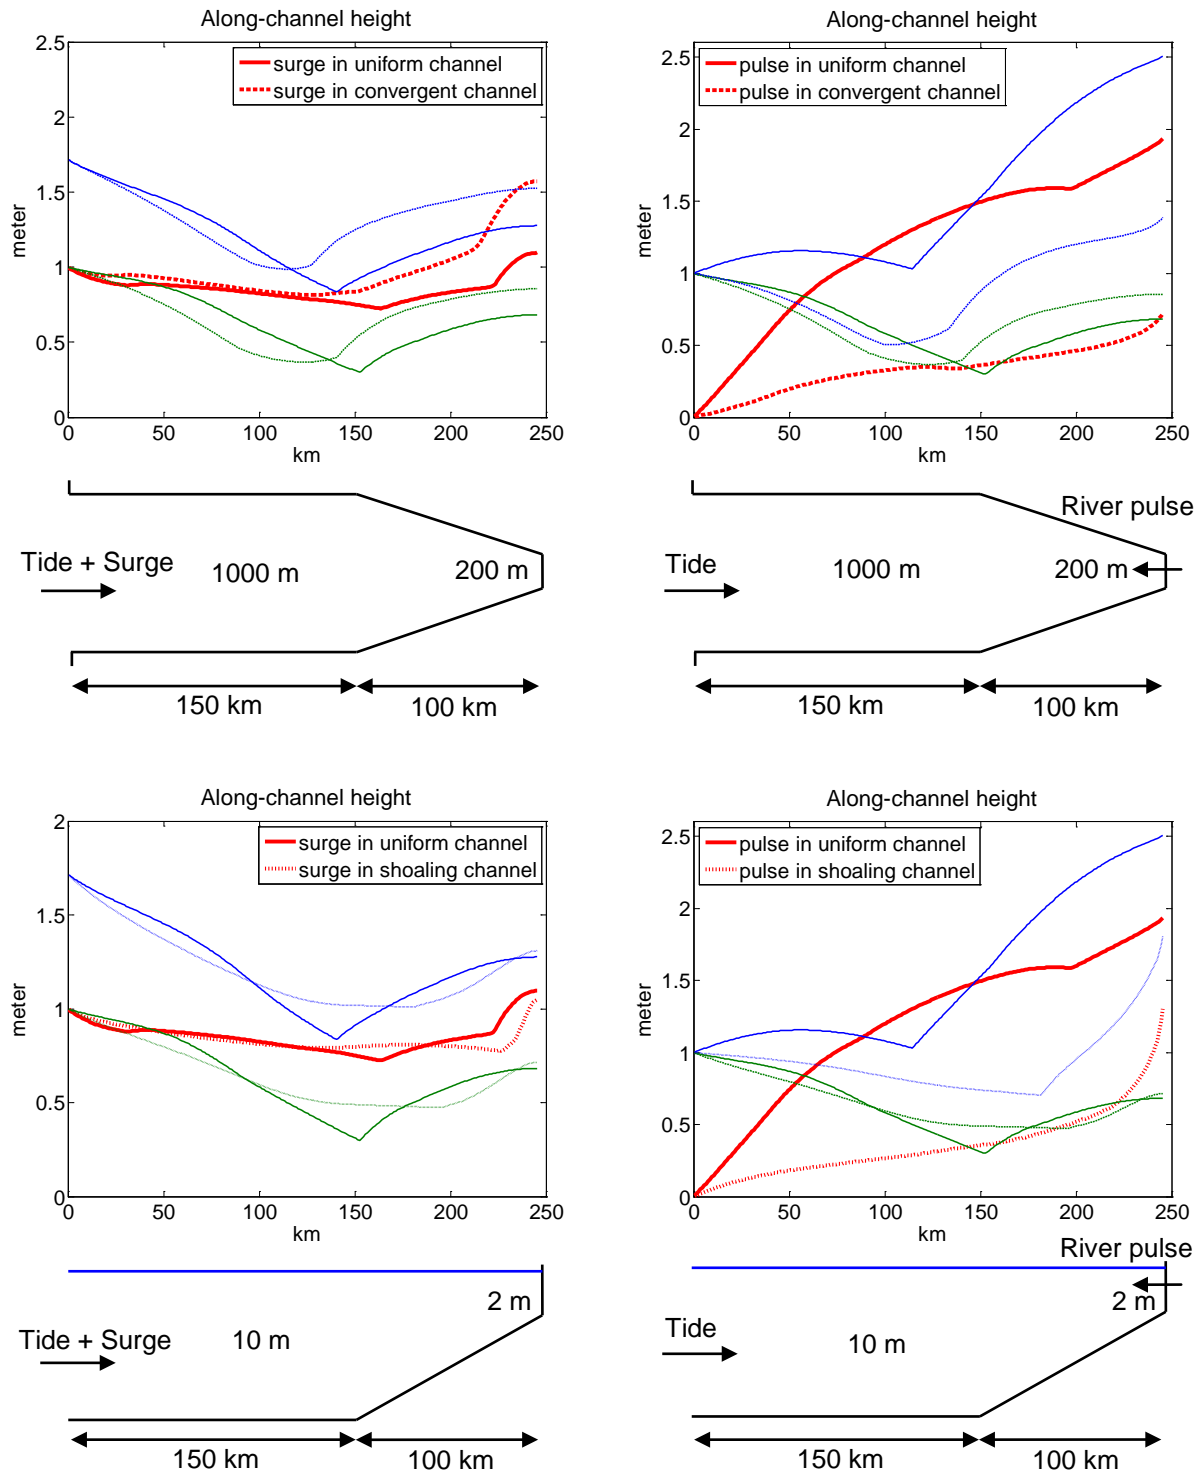 Along-channel height
2.5
2
1.5
1
0.5
0
meter
surge in uniform channel
surge in convergent channel
0 50 100 150 200 250
km
Tide + Surge
1000 m
200 m
150 km
100 km
Along-channel height
2.5
2
1.5
1
0.5
0
meter
pulse in uniform channel
pulse in convergent channel
0 50 100 150 200 250
km
River pulse
Tide
1000 m
200 m
150 km
100 km
Along-channel height
2
1.5
1
0.5
0
meter
surge in uniform channel
surge in shoaling channel
0 50 100 150 200 250
km
2 m
Tide + Surge
10 m
150 km
100 km
Along-channel height
2.5
2
1.5
1
0.5
0
meter
pulse in uniform channel
pulse in shoaling channel
0 50 100 150 200 250
km
River pulse
2 m
Tide
10 m
150 km
100 km